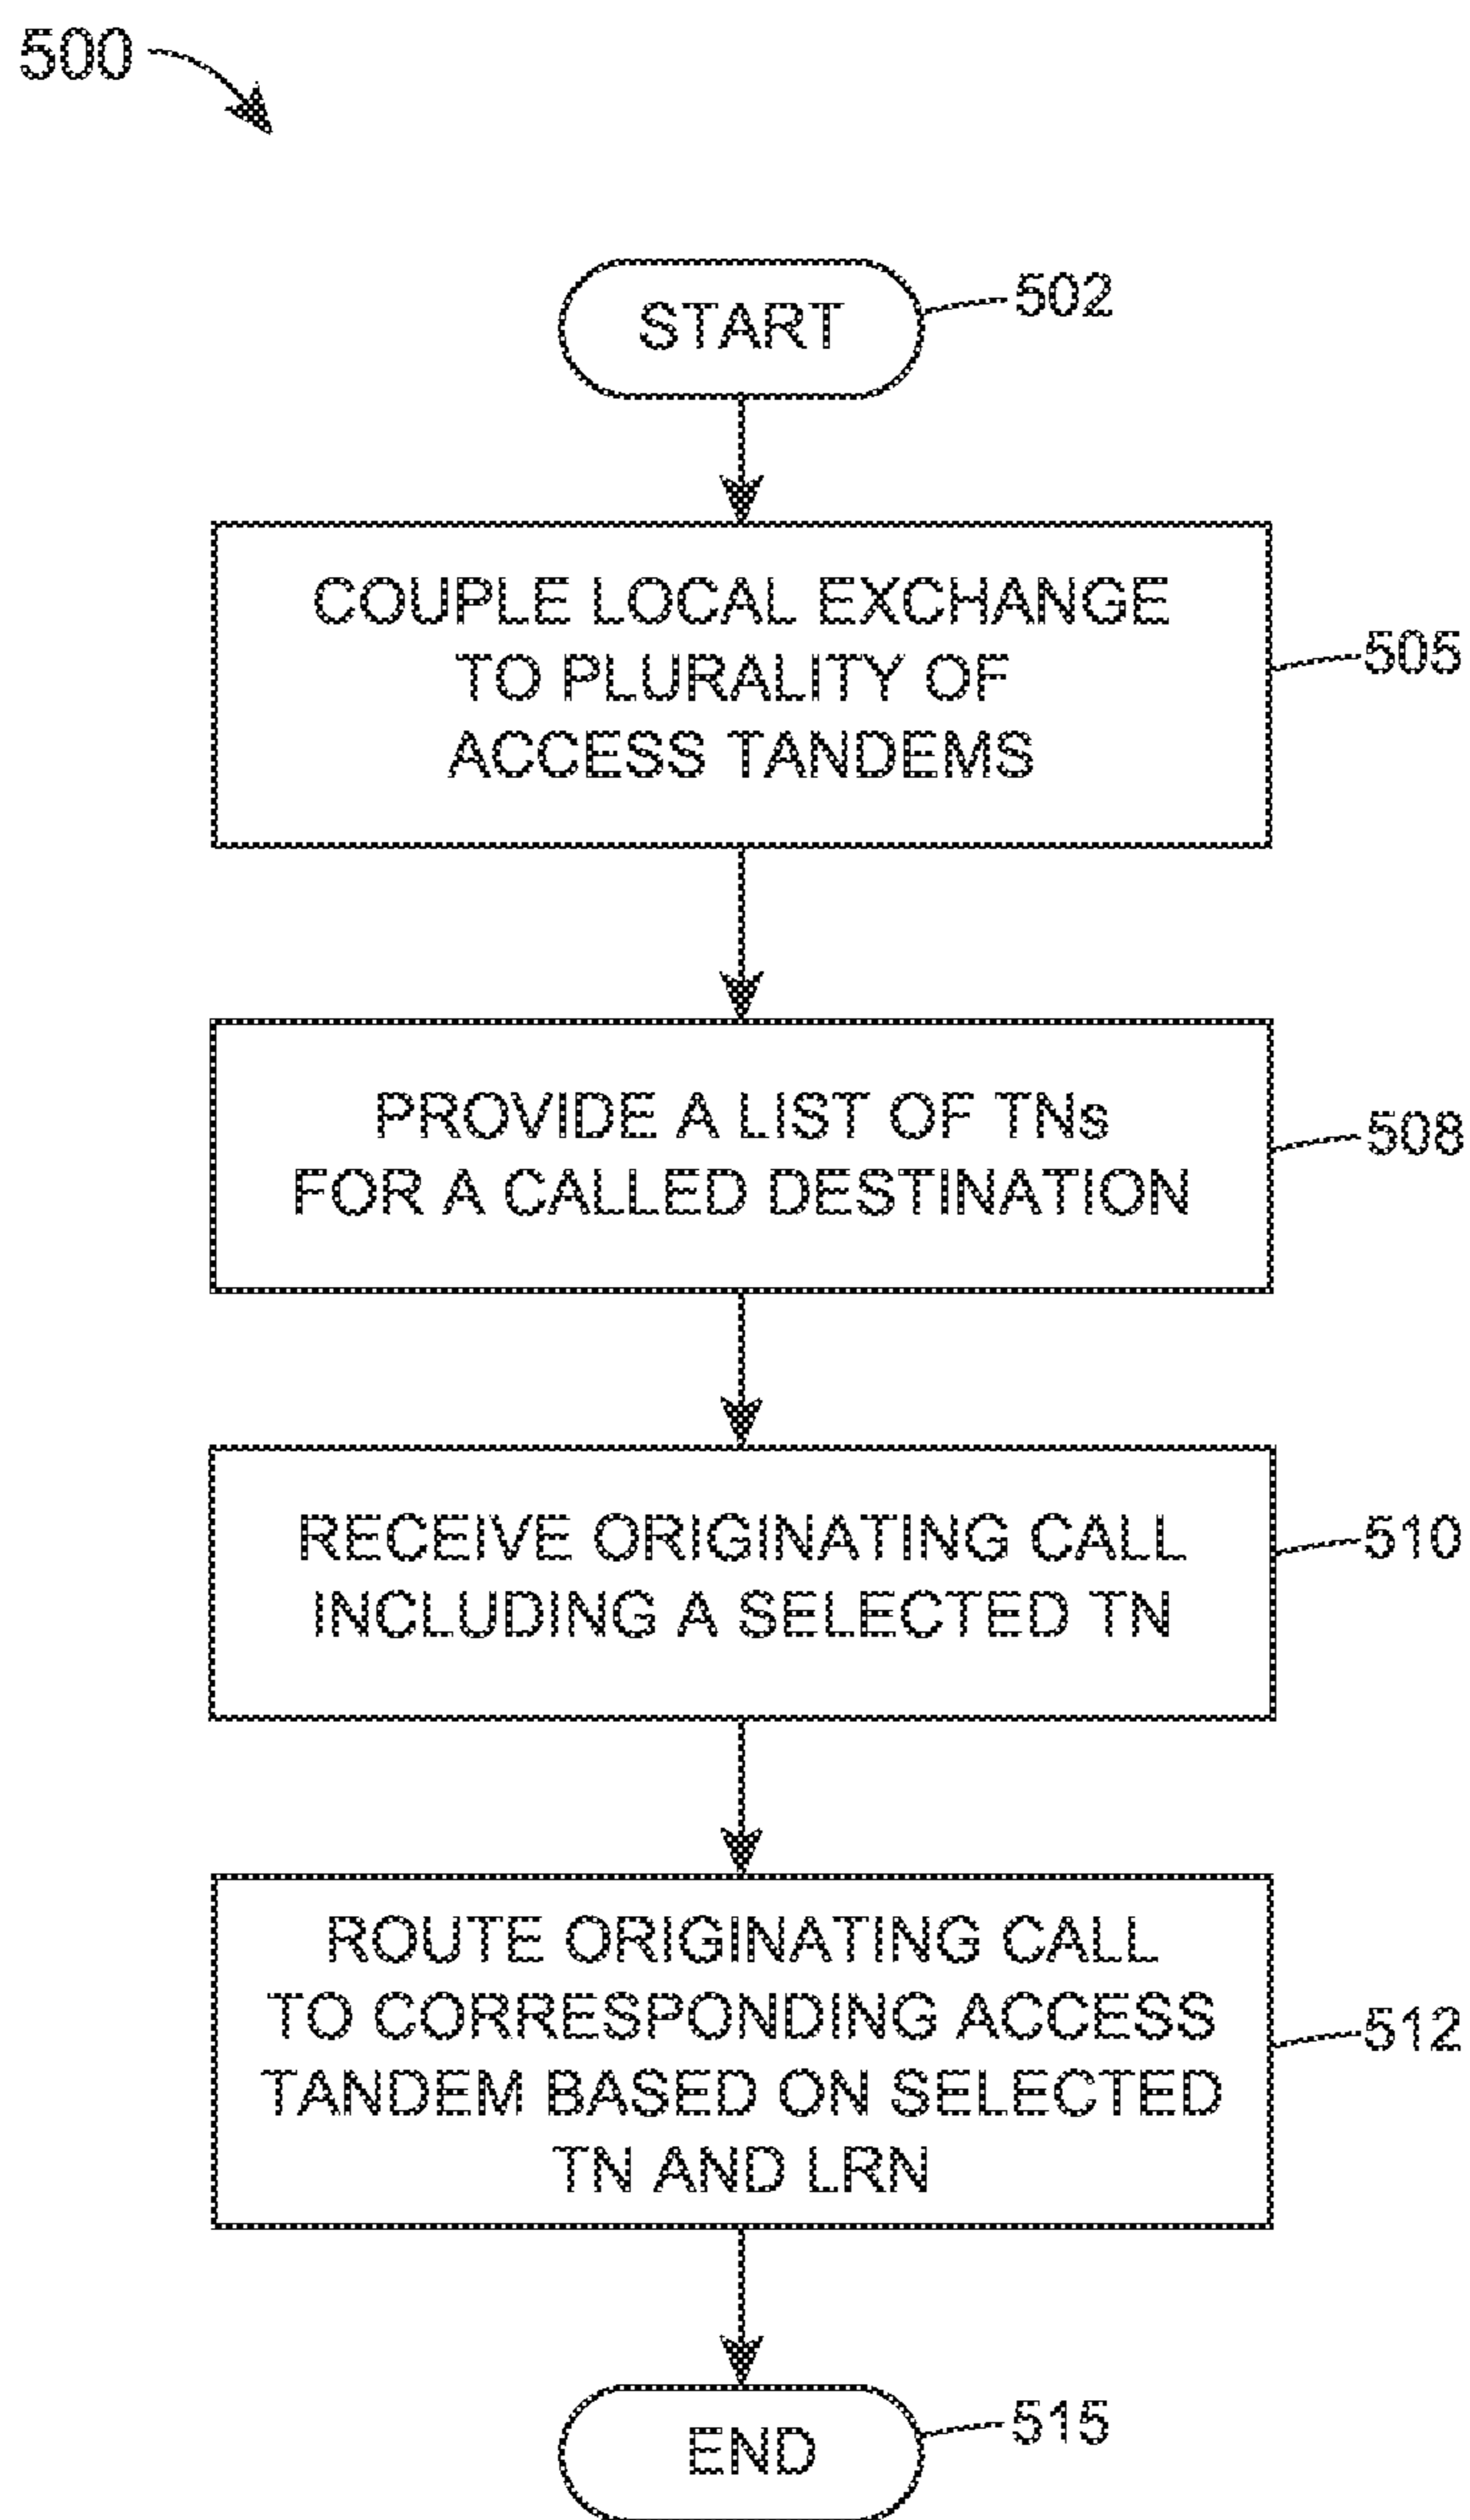 500
START
502
COUPLE LOCAL EXCHANGE
TO PLURALITY OF
ACCESS TANDEMS
505
PROVIDE A LIST OF TNs
FOR A CALLED DESTINATION
508
RECEIVE ORIGINATING CALL
INCLUDING A SELECTED TN
510
ROUTE ORIGINATING CALL
TO CORRESPONDING ACCESS
TANDEM BASED ON SELECTED
TN AND LRN
512
END
515